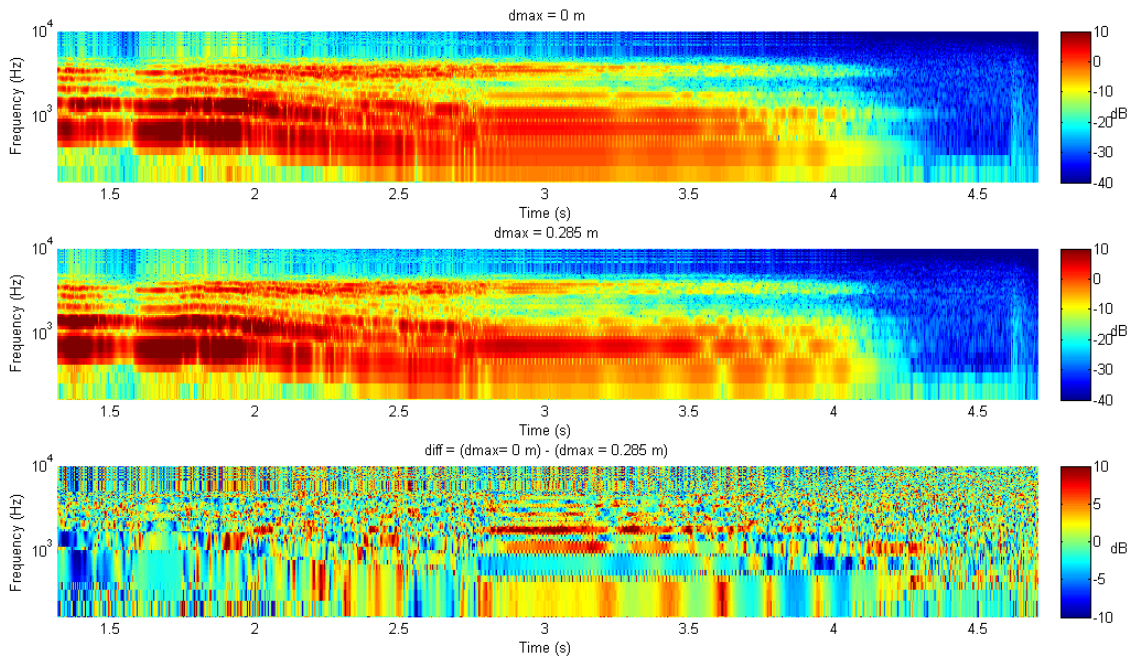 dmax = 0 m
10^4
10^3
Frequency (Hz)
1.5 2 2.5 3 3.5 4 4.5
Time (s)
10
0
-10
-20
-30
-40
dB
dmax = 0.285 m
10^4
10^3
Frequency (Hz)
1.5 2 2.5 3 3.5 4 4.5
Time (s)
10
0
-10
-20
-30
-40
dB
diff = (dmax= 0 m) - (dmax = 0.285 m)
10^4
10^3
Frequency (Hz)
1.5 2 2.5 3 3.5 4 4.5
Time (s)
10
5
0
-5
-10
dB